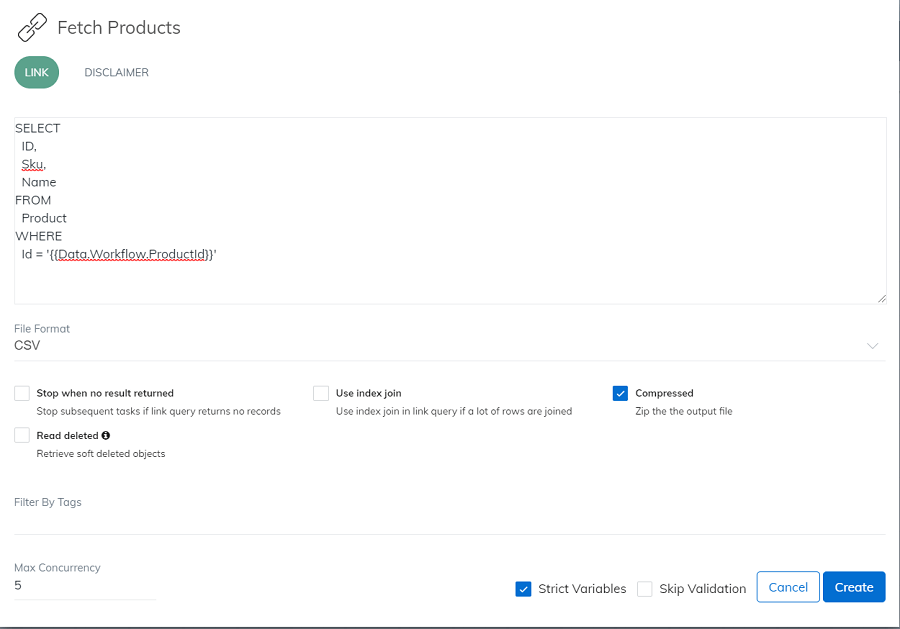 Fetch Products
LINK DISCLAIMER
SELECT
ID,
Sku,
Name
FROM
Product
WHERE
Id = '{{Data.Workflow.ProductId}}'
File Format
CSV
Stop when no result returned Use index join Compressed
Stop subsequent tasks if link query returns no records Use index join in link query if a lot of rows are joined Zip the the output file
Read deleted
Retrieve soft deleted objects
Filter By Tags
Max Concurrency
5
Strict Variables Skip Validation Cancel Create